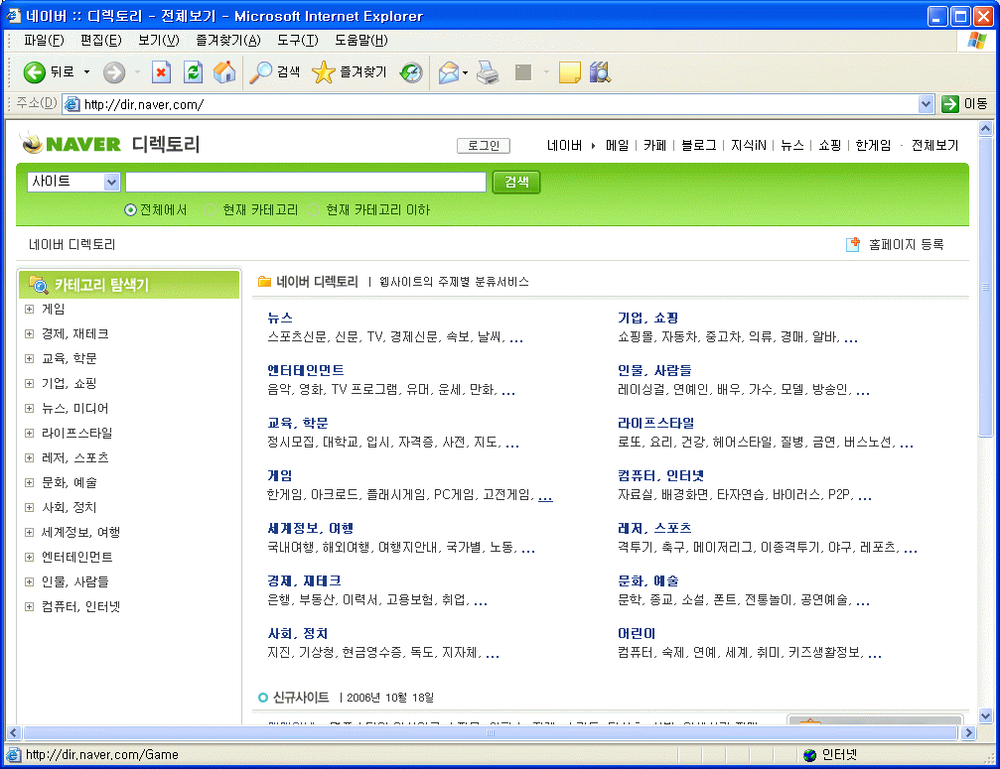 네이버 :: 디렉토리 - 전체보기 - Microsoft Internet Explorer
파일(F) 편집(E) 보기(V) 즐겨찾기(A) 도구(T) 도움말(H)
뒤로 검색 즐겨찾기
주소(D) http://dir.naver.com/ 이동
NAVER 디렉토리 로그인 네이버 메일 | 카페 | 블로그 | 지식iN | 뉴스 | 쇼핑 | 한게임 · 전체보기
사이트 검색
전체에서 현재 카테고리 현재 카테고리 이하
네이버 디렉토리 홈페이지 등록
카테고리 탐색기
게임
경제, 재테크
교육, 학문
기업, 쇼핑
뉴스, 미디어
라이프스타일
레저, 스포츠
문화, 예술
사회, 정치
세계정보, 여행
엔터테인먼트
인물, 사람들
컴퓨터, 인터넷
네이버 디렉토리 | 웹사이트의 주제별 분류서비스
뉴스
스포츠신문, 신문, TV, 경제신문, 속보, 날씨, ...
기업, 쇼핑
쇼핑몰, 자동차, 중고차, 의류, 경매, 알바, ...
엔터테인먼트
음악, 영화, TV 프로그램, 유머, 운세, 만화, ...
인물, 사람들
레이싱걸, 연예인, 배우, 가수, 모델, 방송인, ...
교육, 학문
정시모집, 대학교, 입시, 자격증, 사전, 지도, ...
라이프스타일
로또, 요리, 건강, 헤어스타일, 질병, 금연, 버스노선, ...
게임
한게임, 아크로드, 플래시게임, PC게임, 고전게임, ...
컴퓨터, 인터넷
자료실, 배경화면, 타자연습, 바이러스, P2P, ...
세계정보, 여행
국내여행, 해외여행, 여행지안내, 국가별, 노동, ...
레저, 스포츠
격투기, 축구, 메이저리그, 이종격투기, 야구, 레포츠, ...
경제, 재테크
은행, 부동산, 이력서, 고용보험, 취업, ...
문화, 예술
문학, 종교, 소설, 폰트, 전통놀이, 공연예술, ...
사회, 정치
지진, 기상청, 현금영수증, 독도, 지자체, ...
어린이
컴퓨터, 숙제, 연예, 세계, 취미, 키즈생활정보, ...
신규사이트 | 2006년 10월 18일
http://dir.naver.com/Game 인터넷